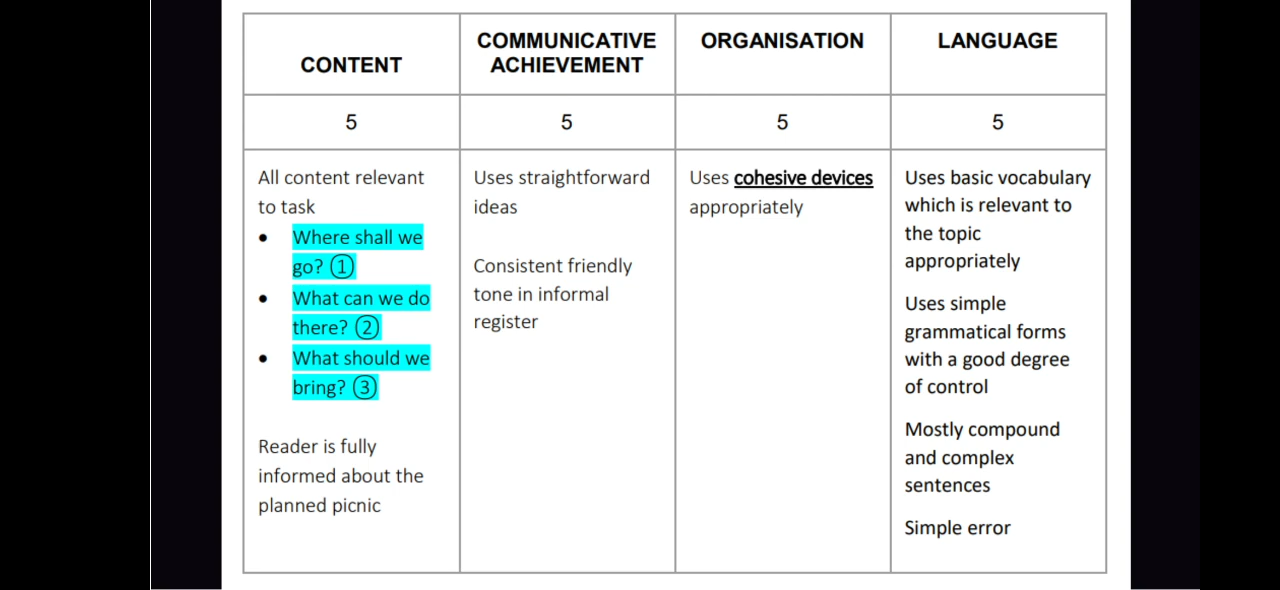 CONTENT
COMMUNICATIVE
ACHIEVEMENT
ORGANISATION
LANGUAGE
5
5
5
5
All content relevant
to task
• Where shall we
go? ①
• What can we do
there? ②
• What should we
bring? ③
Reader is fully
informed about the
planned picnic
Uses straightforward
ideas
Consistent friendly
tone in informal
register
Uses cohesive devices
appropriately
Uses basic vocabulary
which is relevant to
the topic
appropriately
Uses simple
grammatical forms
with a good degree
of control
Mostly compound
and complex
sentences
Simple error